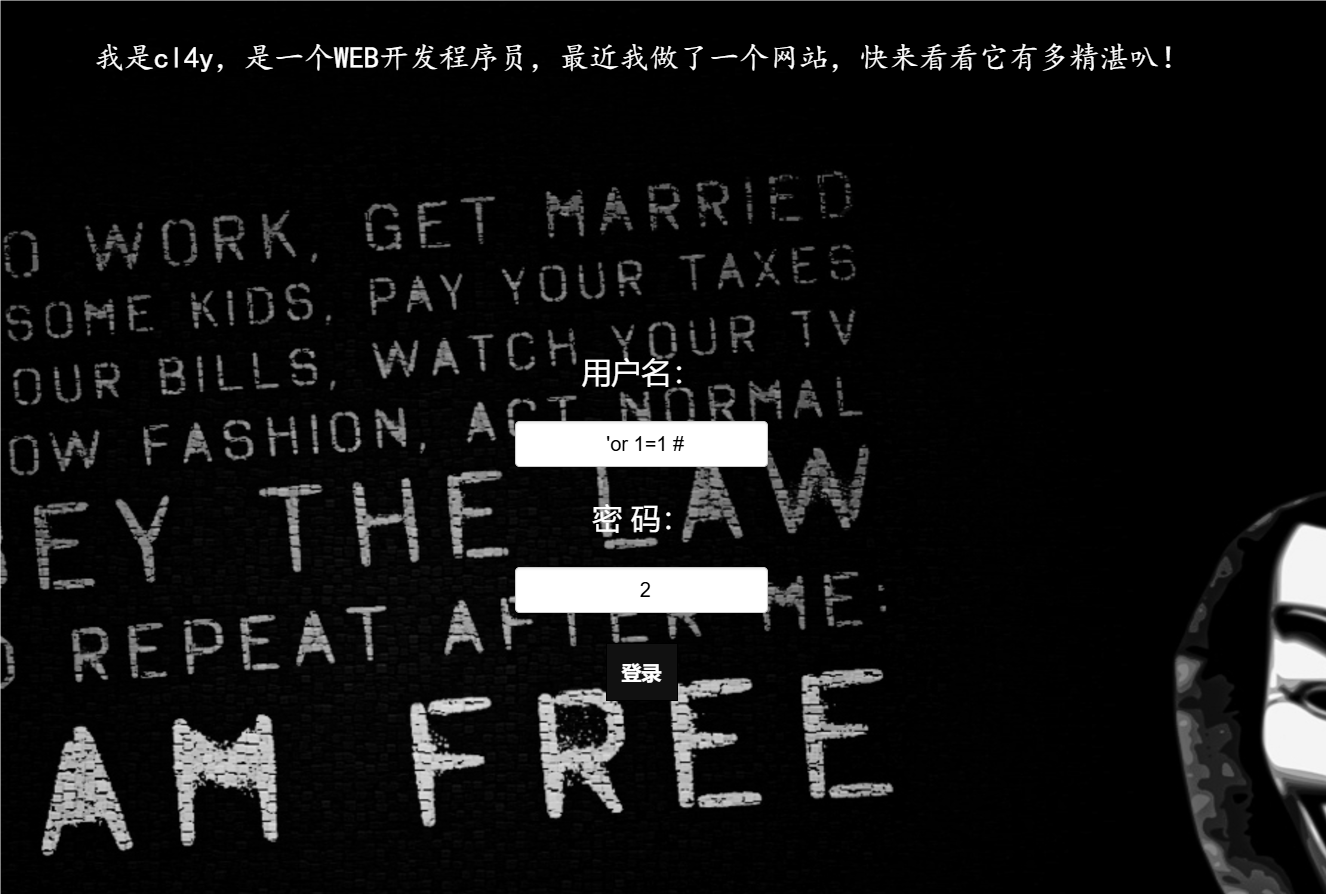 我是cl4y，是一个WEB开发程序员，最近我做了一个网站，快来看看它有多精湛叭！
O WORK, GET MARRIED
SOME KIDS, PAY YOUR TAXES
OUR BILLS, WATCH YOUR TV
OW FASHION, ACT NORMAL
EY THE LAW
REPEAT AFTER ME:
AM FREE
用户名：
'or 1=1 #
密 码：
2
登录